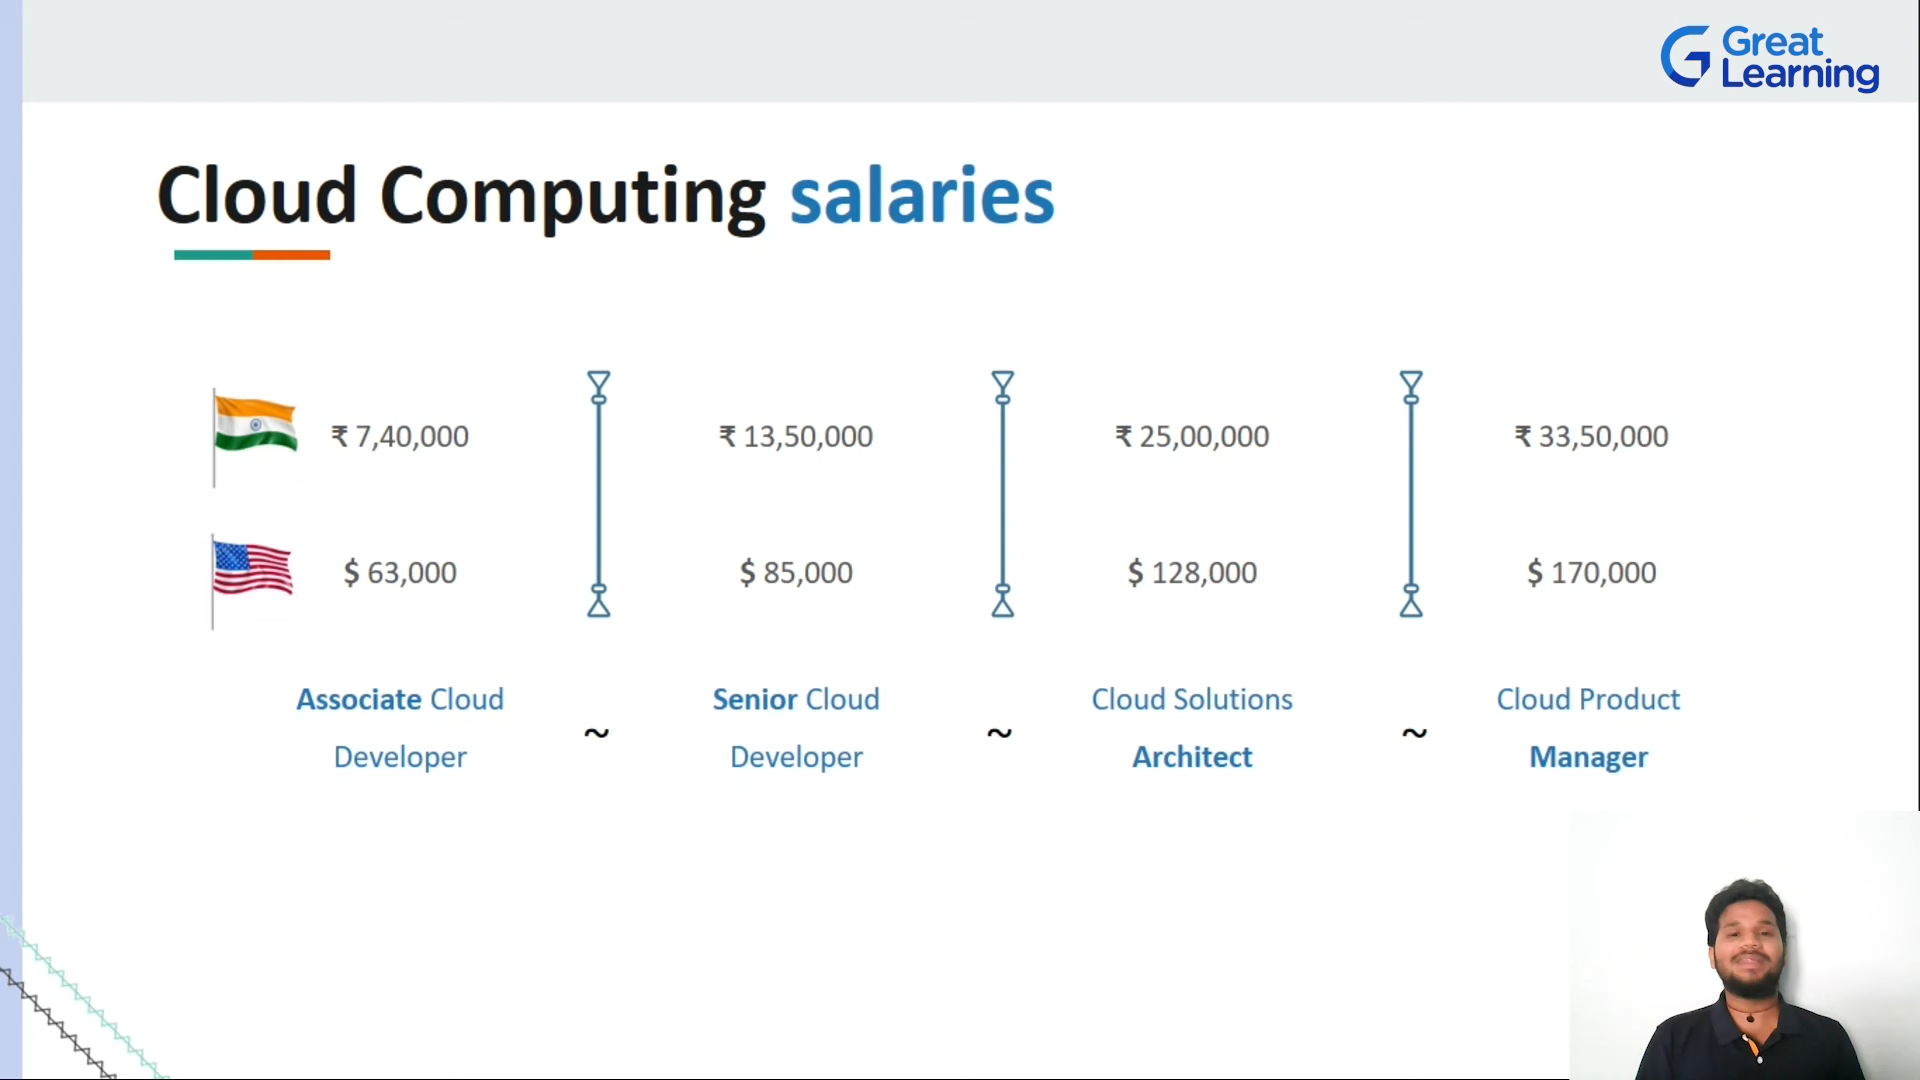 Great
Learning
Cloud Computing salaries
₹ 7,40,000
₹ 13,50,000
₹ 25,00,000
₹ 33,50,000
$ 63,000
$ 85,000
$ 128,000
$ 170,000
Associate Cloud
Developer
~
Senior Cloud
Developer
~
Cloud Solutions
Architect
~
Cloud Product
Manager